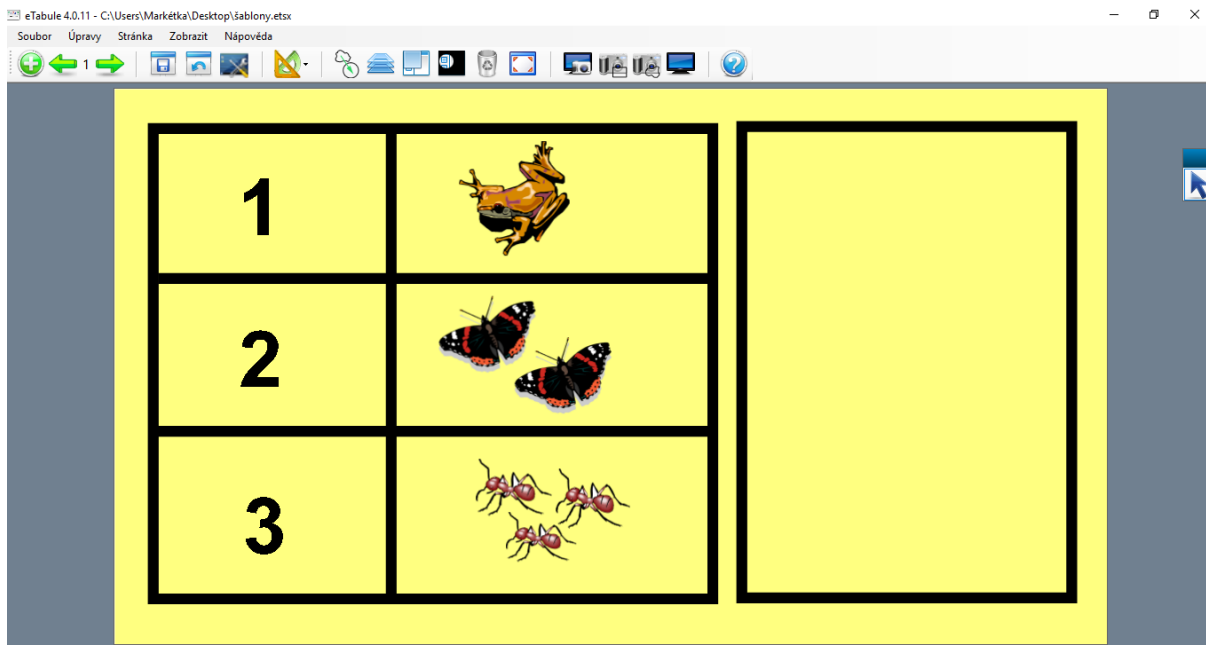 eTabule 4.0.11 - C:\Users\Markétka\Desktop\šablony.etsx
Soubor Úpravy Stránka Zobrazit Nápověda
1
1
2
3